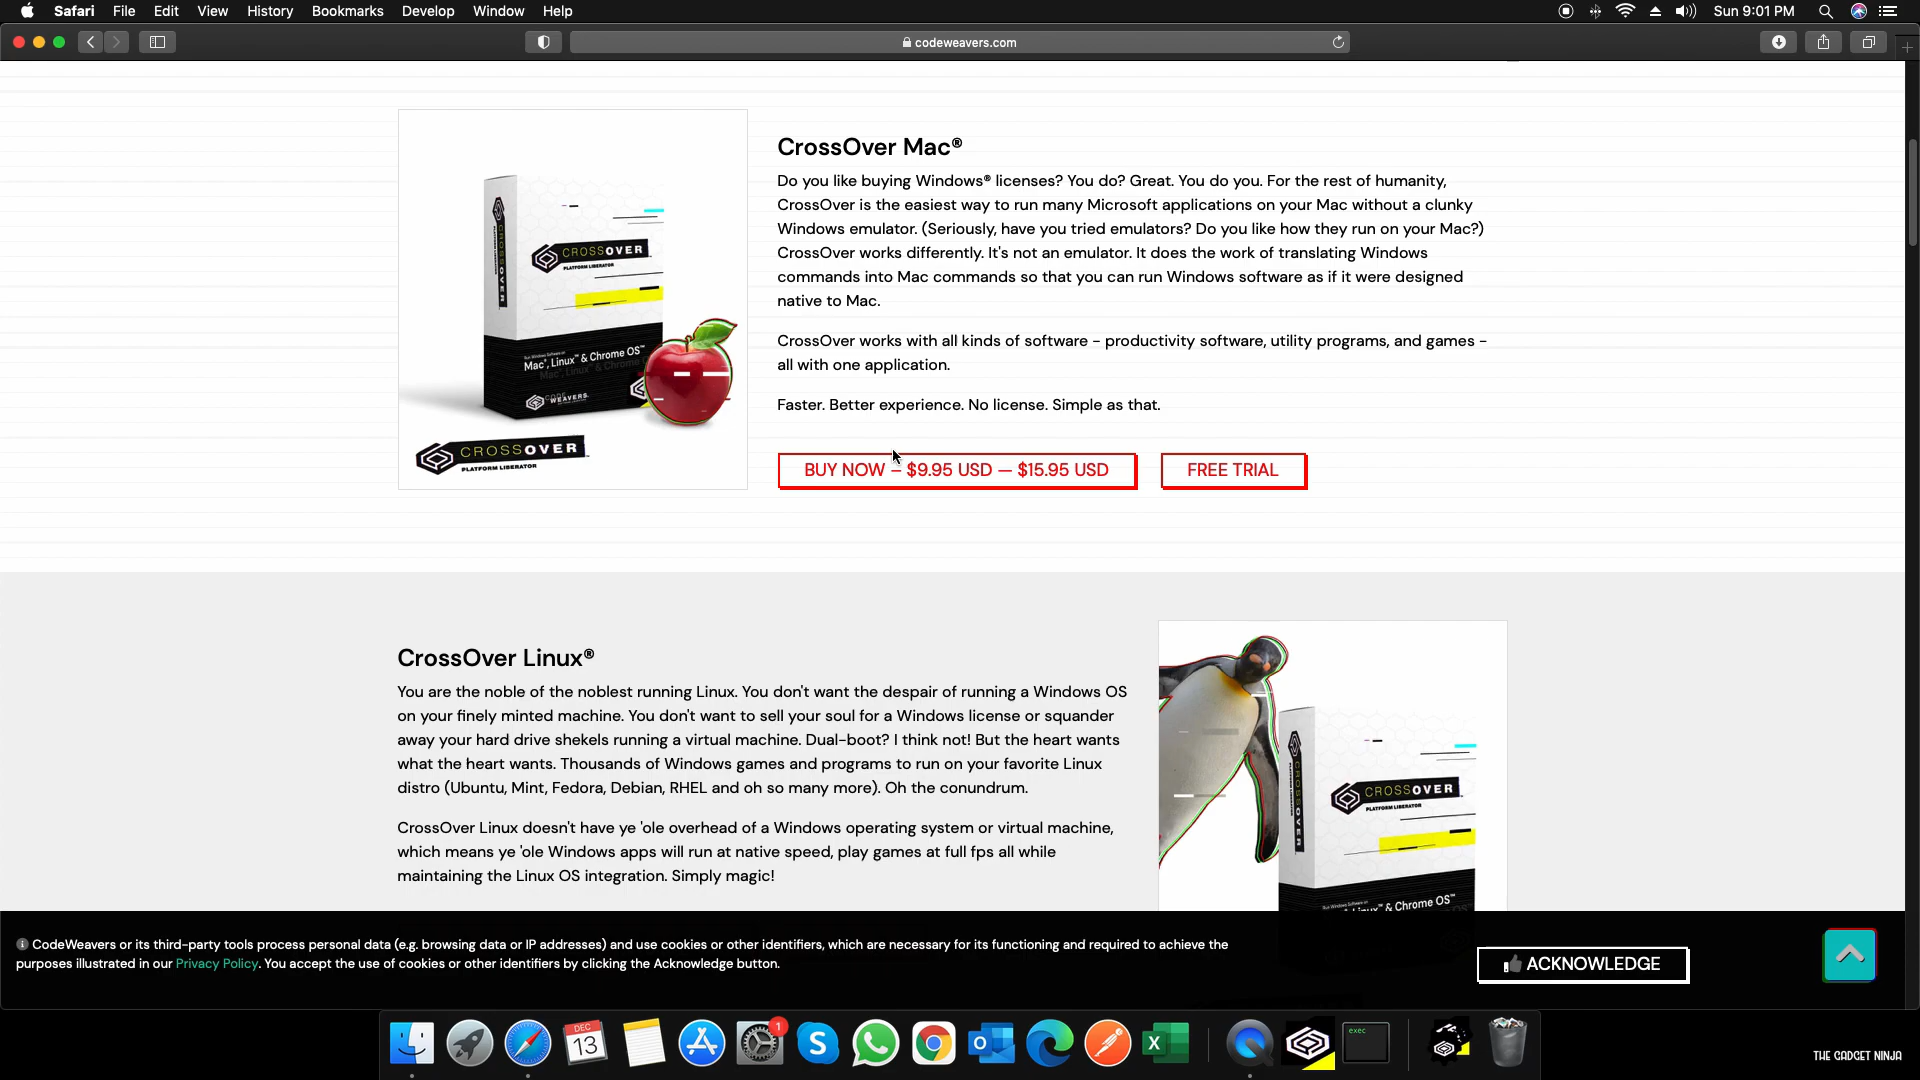 Safari File Edit View History Bookmarks Develop Window Help
Sun 9:01 PM
codeweavers.com
CROSSOVER
PLATFORM LIBERATOR
Mac®, Linux™ & Chrome OS™
CODE WEAVERS
CROSSOVER
PLATFORM LIBERATOR
CrossOver Mac®
Do you like buying Windows® licenses? You do? Great. You do you. For the rest of humanity,
CrossOver is the easiest way to run many Microsoft applications on your Mac without a clunky
Windows emulator. (Seriously, have you tried emulators? Do you like how they run on your Mac?)
CrossOver works differently. It's not an emulator. It does the work of translating Windows
commands into Mac commands so that you can run Windows software as if it were designed
native to Mac.
CrossOver works with all kinds of software - productivity software, utility programs, and games -
all with one application.
Faster. Better experience. No license. Simple as that.
BUY NOW – $9.95 USD — $15.95 USD
FREE TRIAL
CrossOver Linux®
You are the noble of the noblest running Linux. You don't want the despair of running a Windows OS
on your finely minted machine. You don't want to sell your soul for a Windows license or squander
away your hard drive shekels running a virtual machine. Dual-boot? I think not! But the heart wants
what the heart wants. Thousands of Windows games and programs to run on your favorite Linux
distro (Ubuntu, Mint, Fedora, Debian, RHEL and oh so many more). Oh the conundrum.
CrossOver Linux doesn't have ye 'ole overhead of a Windows operating system or virtual machine,
which means ye 'ole Windows apps will run at native speed, play games at full fps all while
maintaining the Linux OS integration. Simply magic!
CROSSOVER
PLATFORM LIBERATOR
& Chrome OS™
CodeWeavers or its third-party tools process personal data (e.g. browsing data or IP addresses) and use cookies or other identifiers, which are necessary for its functioning and required to achieve the
purposes illustrated in our Privacy Policy. You accept the use of cookies or other identifiers by clicking the Acknowledge button.
ACKNOWLEDGE
DEC
13
1
exec
THE GADGET NINJA